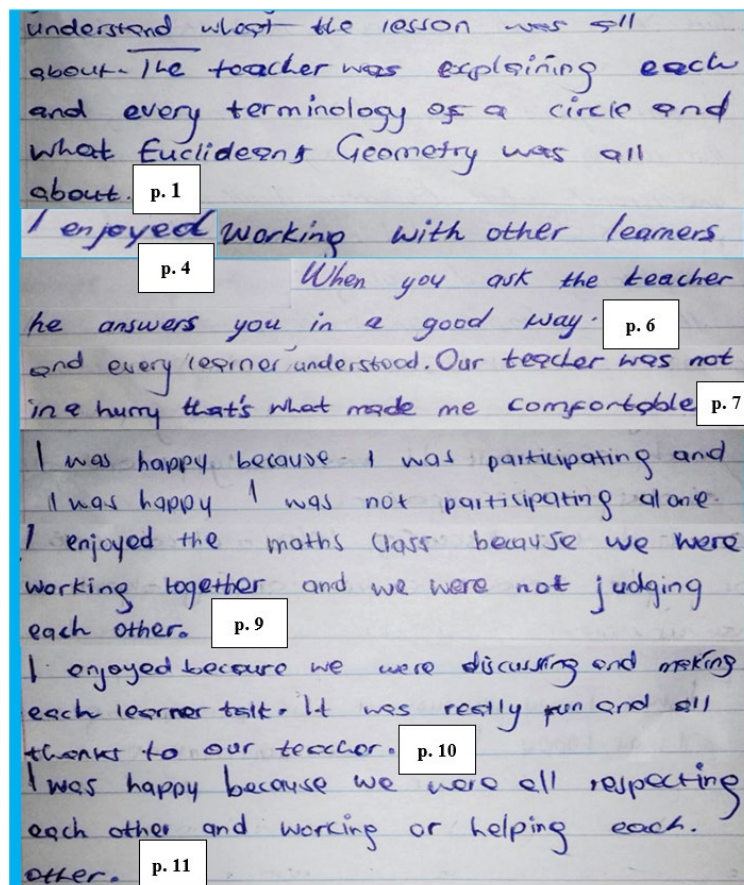 understand what the lesson was all
about. The teacher was explaining each
and every terminology of a circle and
what Euclideans Geometry was all
about. p. 1
I enjoyed working with other learners
p. 4 When you ask the teacher
he answers you in a good way. p. 6
and every learner understood. Our teacher was not
in a hurry that's what made me comfortable p. 7
I was happy because I was participating and
I was happy I was not participating alone.
I enjoyed the maths class because we were
working together and we were not judging
each other. p. 9
I enjoyed because we were discussing and making
each learner talk. It was really fun and all
thanks to our teacher. p. 10
I was happy because we were all respecting
each other and working or helping each.
other. p. 11